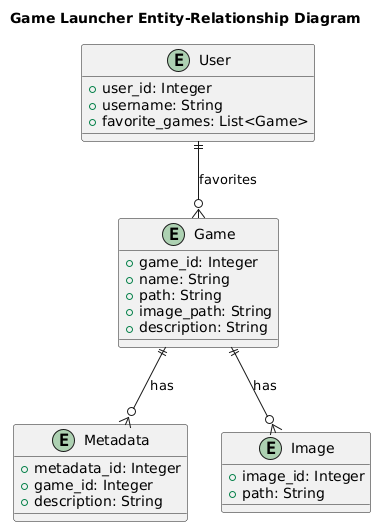 Game Launcher Entity-Relationship Diagram
E User
user_id: Integer
username: String
favorite_games: List<Game>
favorites
E Game
game_id: Integer
name: String
path: String
image_path: String
description: String
has
has
E Metadata
metadata_id: Integer
game_id: Integer
description: String
E Image
image_id: Integer
path: String